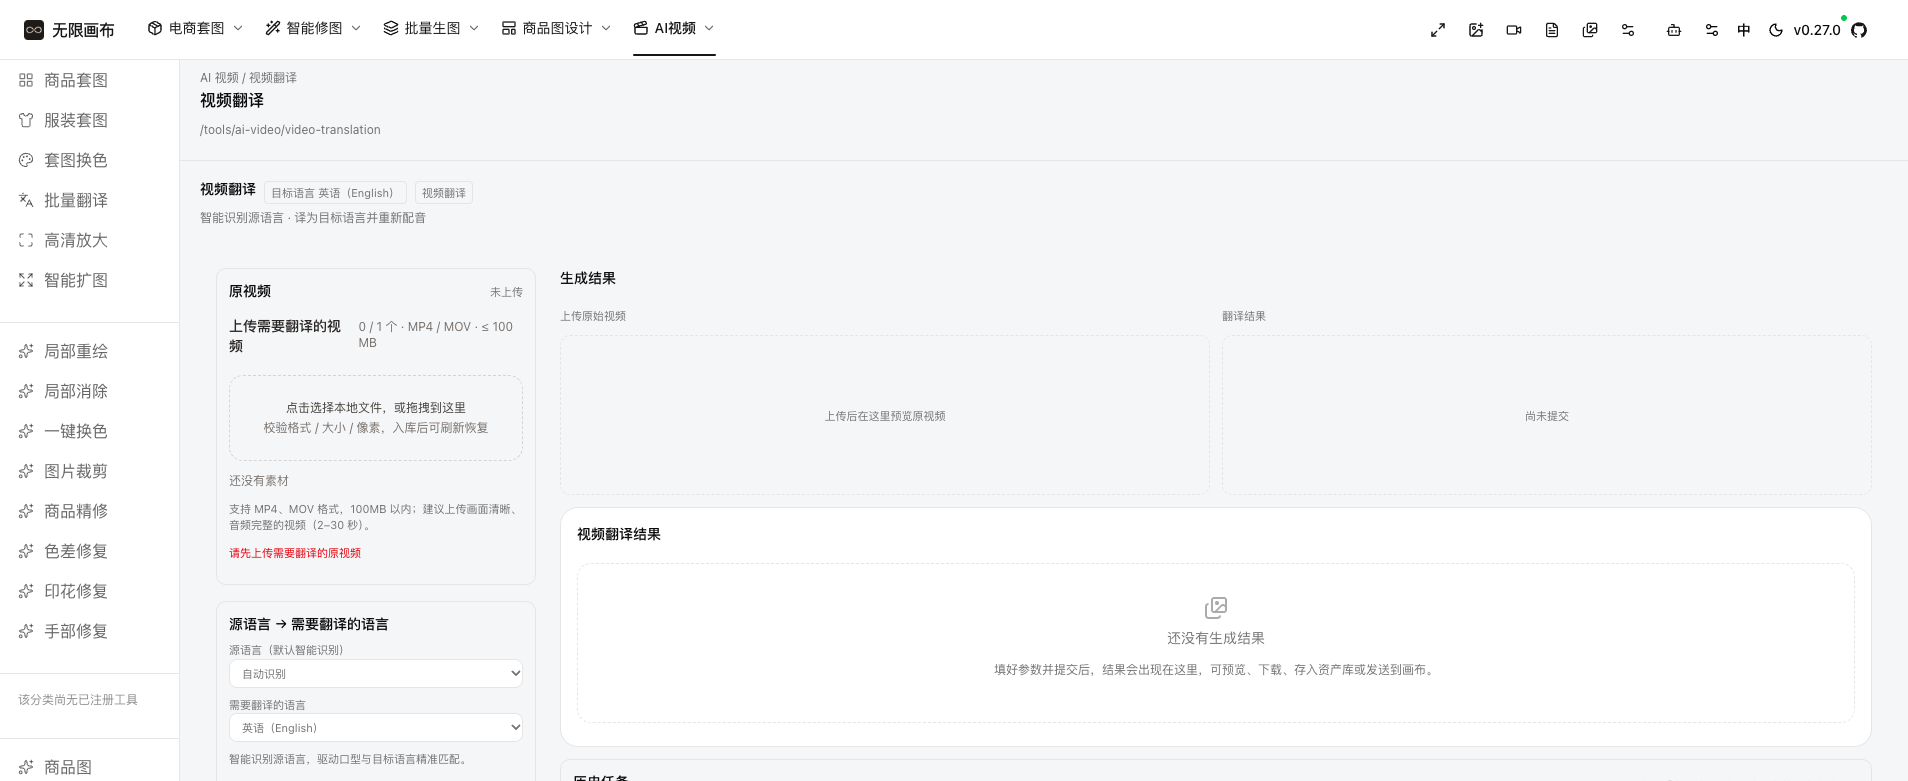 无限画布
电商套图
智能修图
批量生图
商品图设计
AI视频
中
v0.27.0
商品套图
服装套图
套图换色
批量翻译
高清放大
智能扩图
局部重绘
局部消除
一键换色
图片裁剪
商品精修
色差修复
印花修复
手部修复
该分类尚无已注册工具
商品图
AI 视频 / 视频翻译
视频翻译
/tools/ai-video/video-translation
视频翻译 目标语言 英语（English） 视频翻译
智能识别源语言 · 译为目标语言并重新配音
原视频 未上传
上传需要翻译的视
频
0 / 1 个 · MP4 / MOV · ≤ 100
MB
点击选择本地文件，或拖拽到这里
校验格式 / 大小 / 像素，入库后可刷新恢复
还没有素材
支持 MP4、MOV 格式，100MB 以内；建议上传画面清晰、
音频完整的视频（2–30 秒）。
请先上传需要翻译的原视频
源语言 → 需要翻译的语言
源语言（默认智能识别）
自动识别
需要翻译的语言
英语（English）
智能识别源语言，驱动口型与目标语言精准匹配。
生成结果
上传原始视频
翻译结果
上传后在这里预览原视频
尚未提交
视频翻译结果
还没有生成结果
填好参数并提交后，结果会出现在这里，可预览、下载、存入资产库或发送到画布。
历史任务